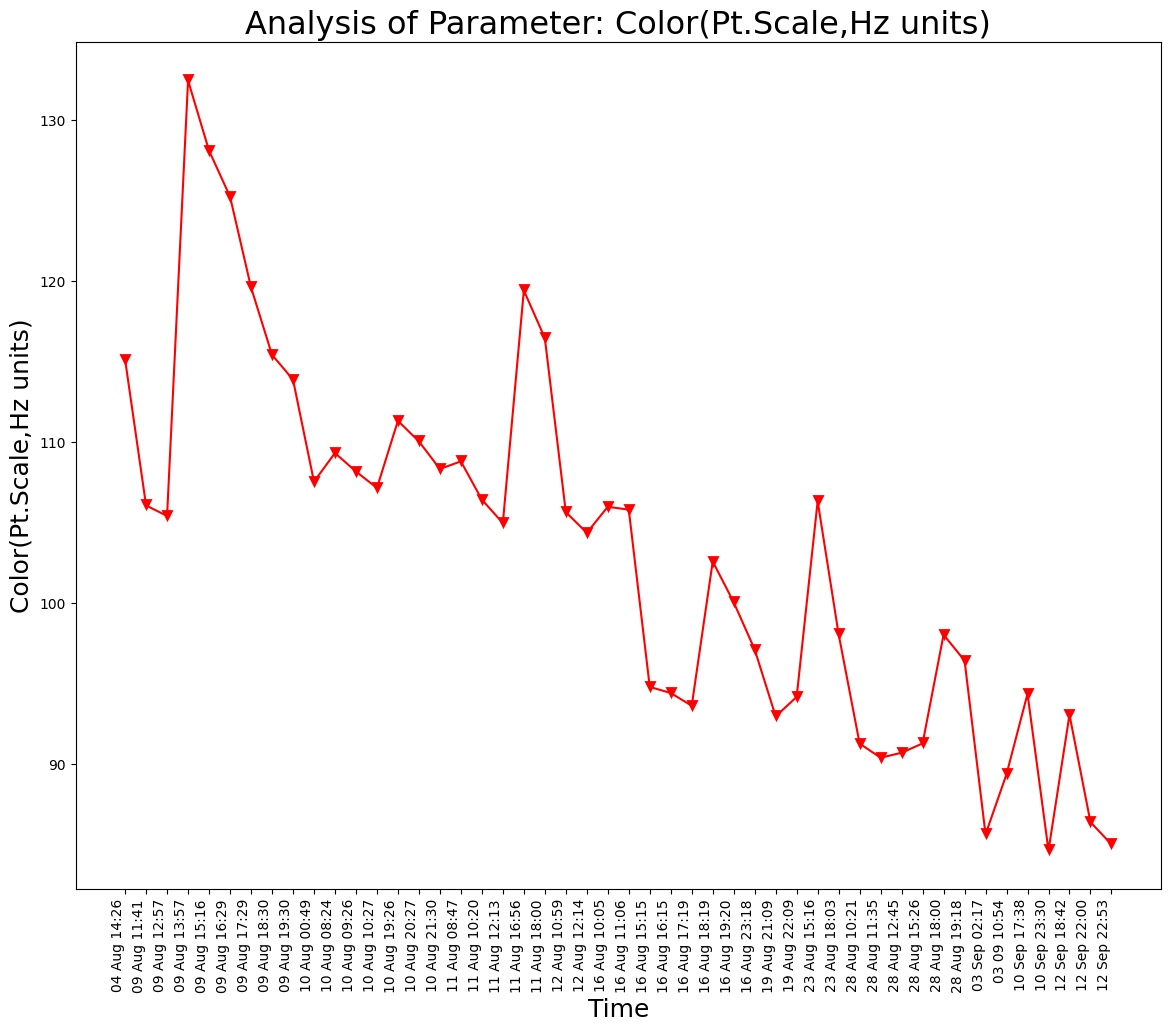 Analysis of Parameter: Color(Pt.Scale,Hz units)
Color(Pt.Scale,Hz units)
130
120
110
100
90
04 Aug 14:26
09 Aug 11:41
09 Aug 12:57
09 Aug 13:57
09 Aug 15:16
09 Aug 16:29
09 Aug 17:29
09 Aug 18:30
09 Aug 19:30
10 Aug 00:49
10 Aug 08:24
10 Aug 09:26
10 Aug 10:27
10 Aug 19:26
10 Aug 20:27
10 Aug 21:30
11 Aug 08:47
11 Aug 10:20
11 Aug 12:13
11 Aug 16:56
11 Aug 18:00
12 Aug 10:59
12 Aug 12:14
16 Aug 10:05
16 Aug 11:06
16 Aug 15:15
16 Aug 16:15
16 Aug 17:19
16 Aug 18:19
16 Aug 19:20
16 Aug 23:18
19 Aug 21:09
19 Aug 22:09
23 Aug 15:16
23 Aug 18:03
28 Aug 10:21
28 Aug 11:35
28 Aug 12:45
28 Aug 15:26
28 Aug 18:00
28 Aug 19:18
03 Sep 02:17
03 09 10:54
10 Sep 17:38
10 Sep 23:30
12 Sep 18:42
12 Sep 22:00
12 Sep 22:53
Time